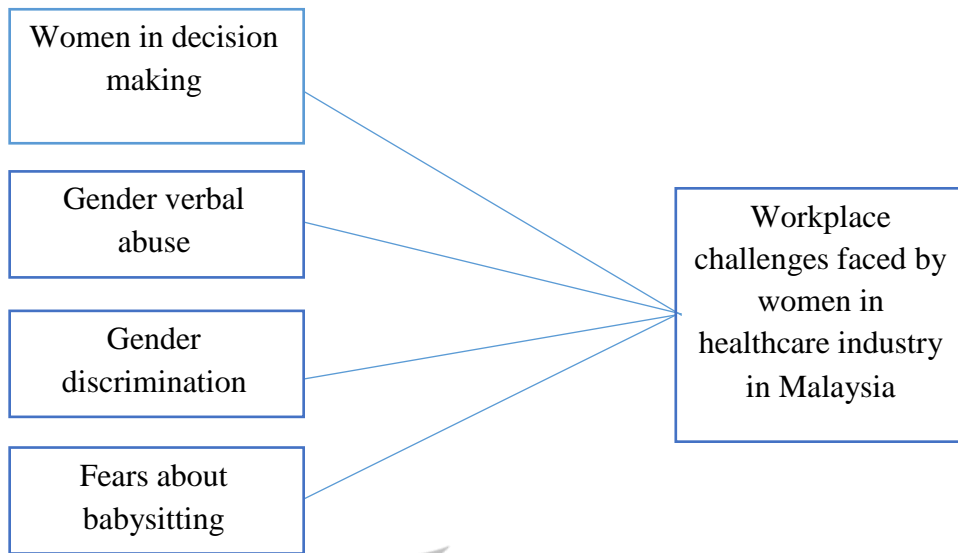 Women in decision
making
Gender verbal
abuse
Gender
discrimination
Fears about
babysitting
Workplace
challenges faced by
women in
healthcare industry
in Malaysia